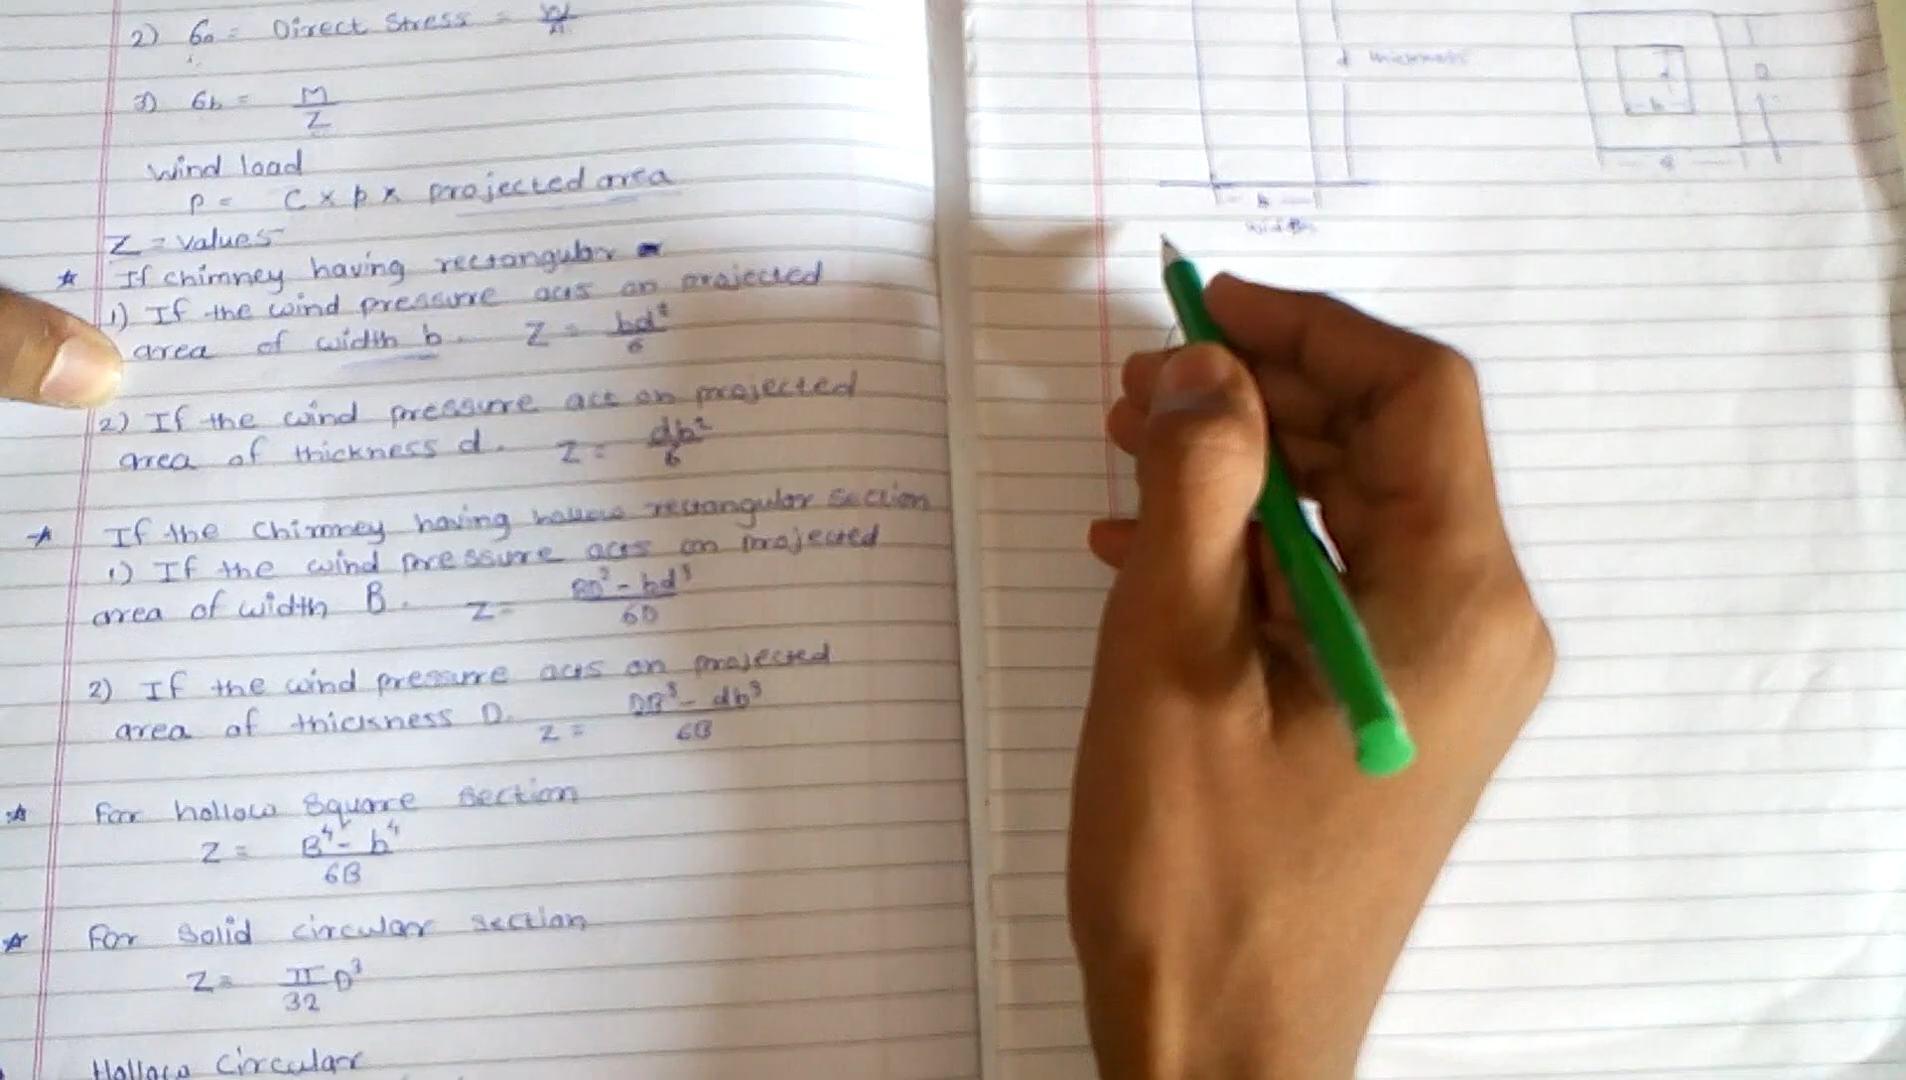 2) σo = Direct Stress = W/A
3) σb = M/Z
Wind load
P = C x p x projected area
Z = values
☆ If chimney having rectangular
1) If the wind pressure acts on projected
area of width b. Z = bd²/6
2) If the wind pressure act on projected
area of thickness d. Z = db²/6
☆ If the Chimney having hollow rectangular section
1) If the wind pressure acts on projected
area of width B. Z = BD³ - bd³/6D
2) If the wind pressure acts on projected
area of thickness D. Z = DB³ - db³/6B
☆ For hollow Square section
Z = B⁴ - b⁴/6B
☆ For Solid circular section
Z = π/32 D³
Hollow circular
d thickness
b
width
d
b
D